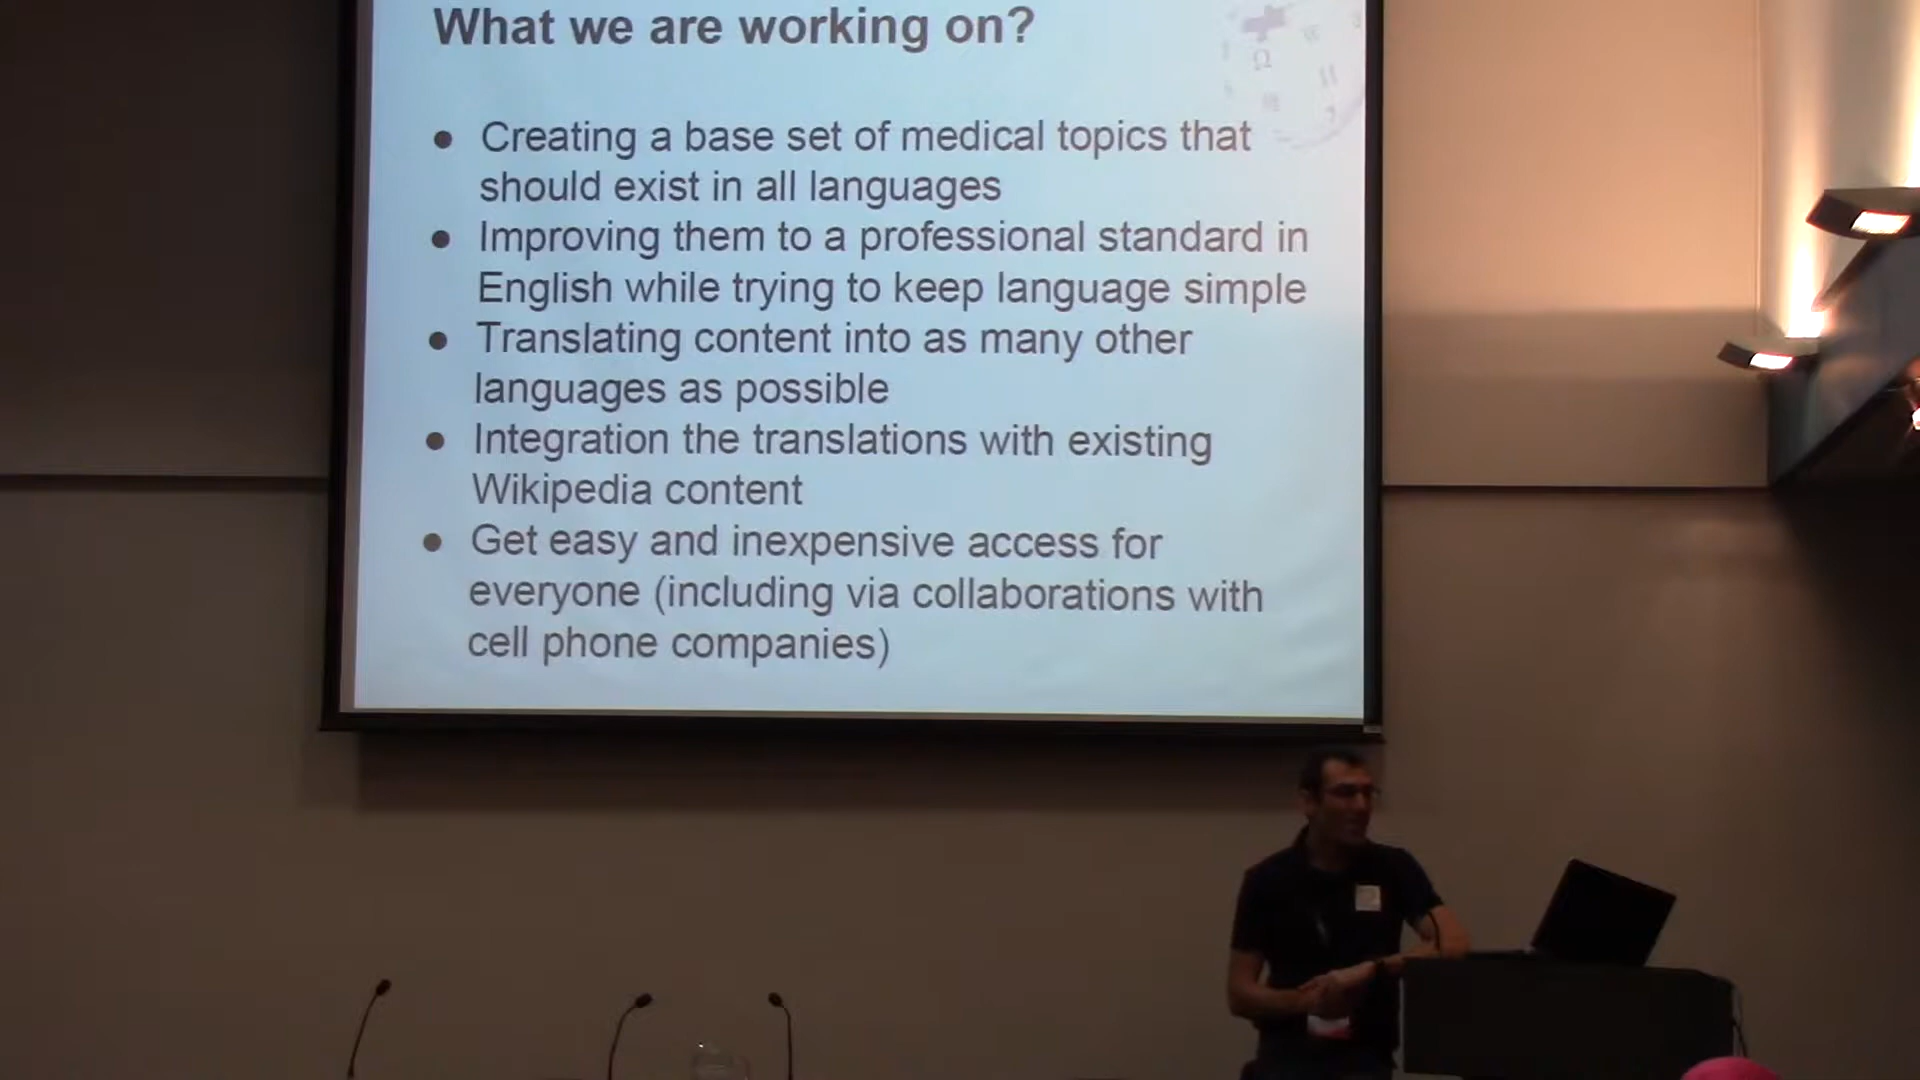 What we are working on?
● Creating a base set of medical topics that
should exist in all languages
● Improving them to a professional standard in
English while trying to keep language simple
● Translating content into as many other
languages as possible
● Integration the translations with existing
Wikipedia content
● Get easy and inexpensive access for
everyone (including via collaborations with
cell phone companies)